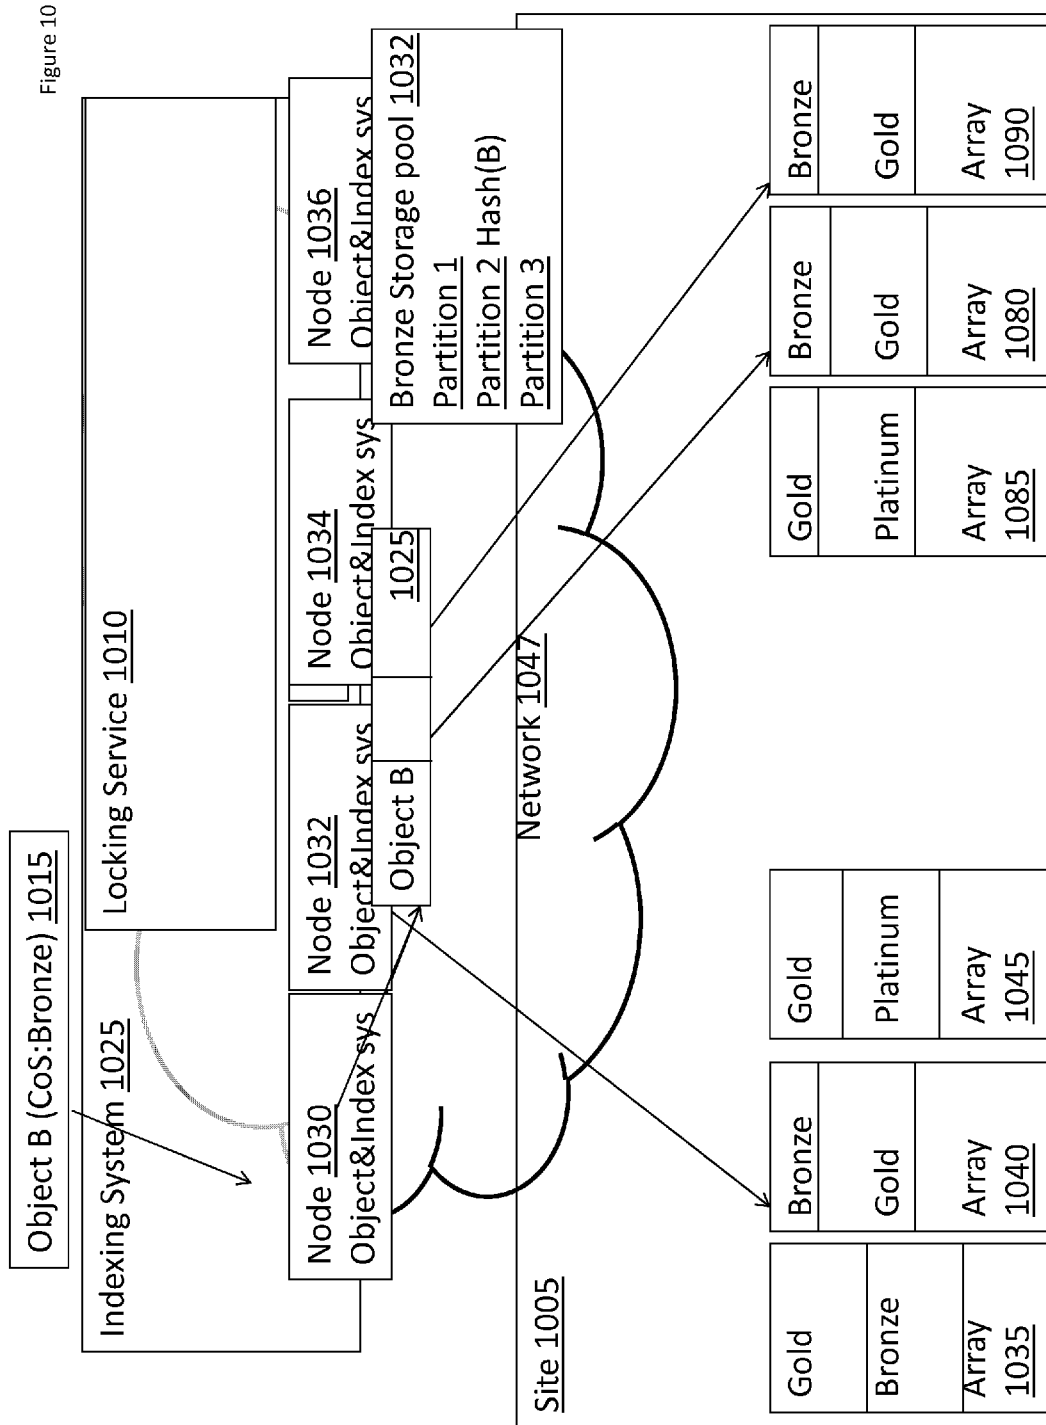 Figure 10
Object B (CoS:Bronze) 1015
Indexing System 1025
Locking Service 1010
Node 1030
Object&Index sys
Node 1032
Object&Index sys
Node 1034
Object&Index sys
Node 1036
Object&Index sys
Object B
1025
Bronze Storage pool 1032
Partition 1
Partition 2 Hash(B)
Partition 3
Network 1047
Site 1005
Gold
Bronze
Array
1035
Bronze
Gold
Array
1040
Gold
Platinum
Array
1045
Gold
Platinum
Array
1085
Bronze
Gold
Array
1080
Bronze
Gold
Array
1090